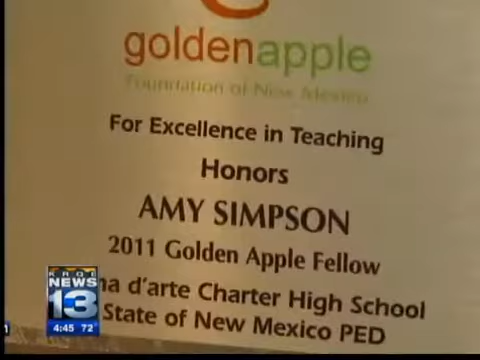 goldenapple
Foundation of New Mexico
For Excellence in Teaching
Honors
AMY SIMPSON
2011 Golden Apple Fellow
d'arte Charter High School
State of New Mexico PED
KRQE
NEWS
13
4:45 72°